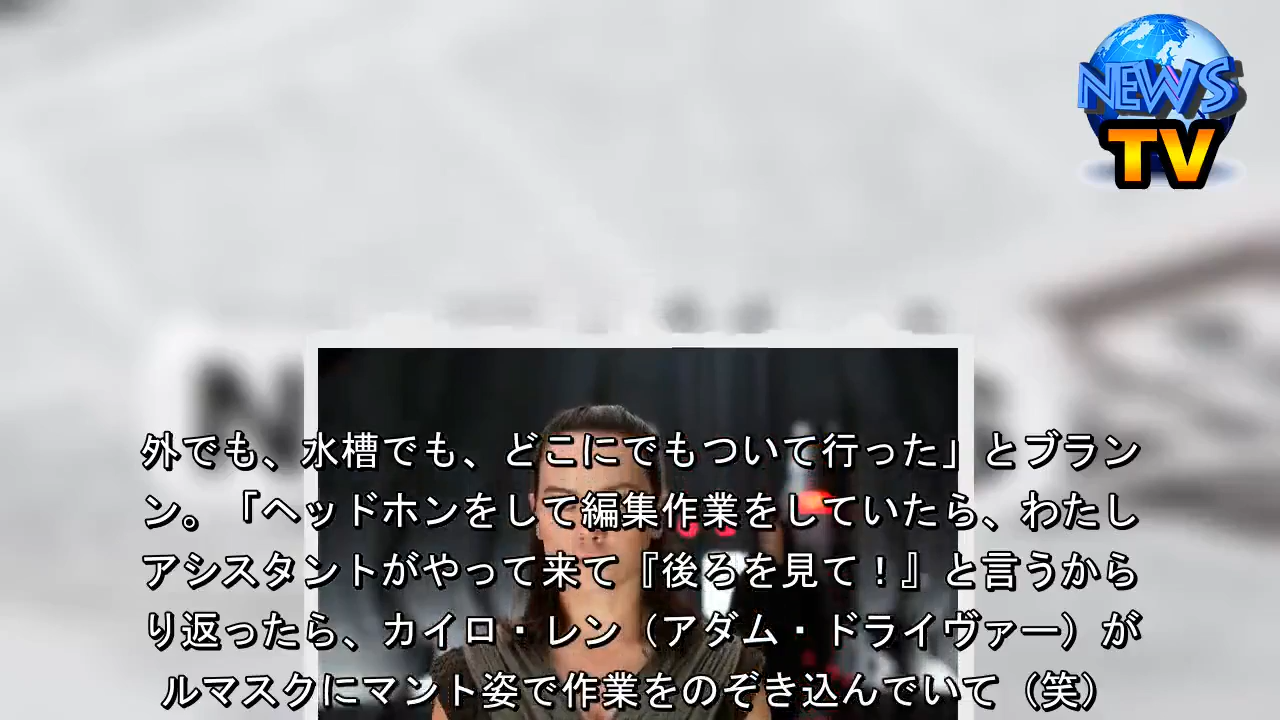 NEWS
TV
N
外でも、水槽でも、どこにでもついて行った」とブラン
ン。「ヘッドホンをして編集作業をしていたら、わたし
アシスタントがやって来て『後ろを見て！』と言うから
り返ったら、カイロ・レン（アダム・ドライヴァー）が
ルマスクにマント姿で作業をのぞき込んでいて（笑）